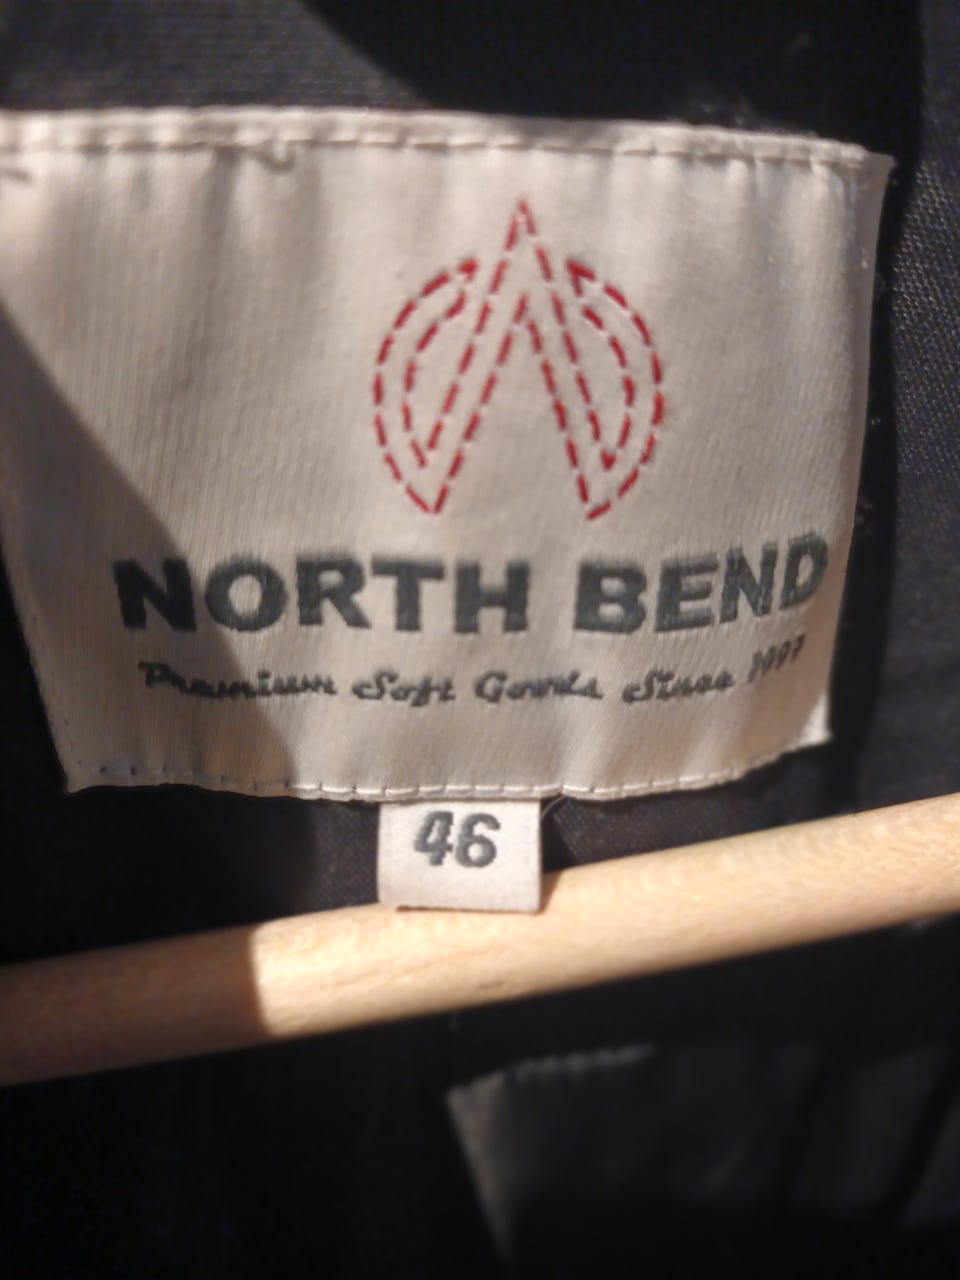 NORTH BEND
Premium Soft Goods Since 1997
46